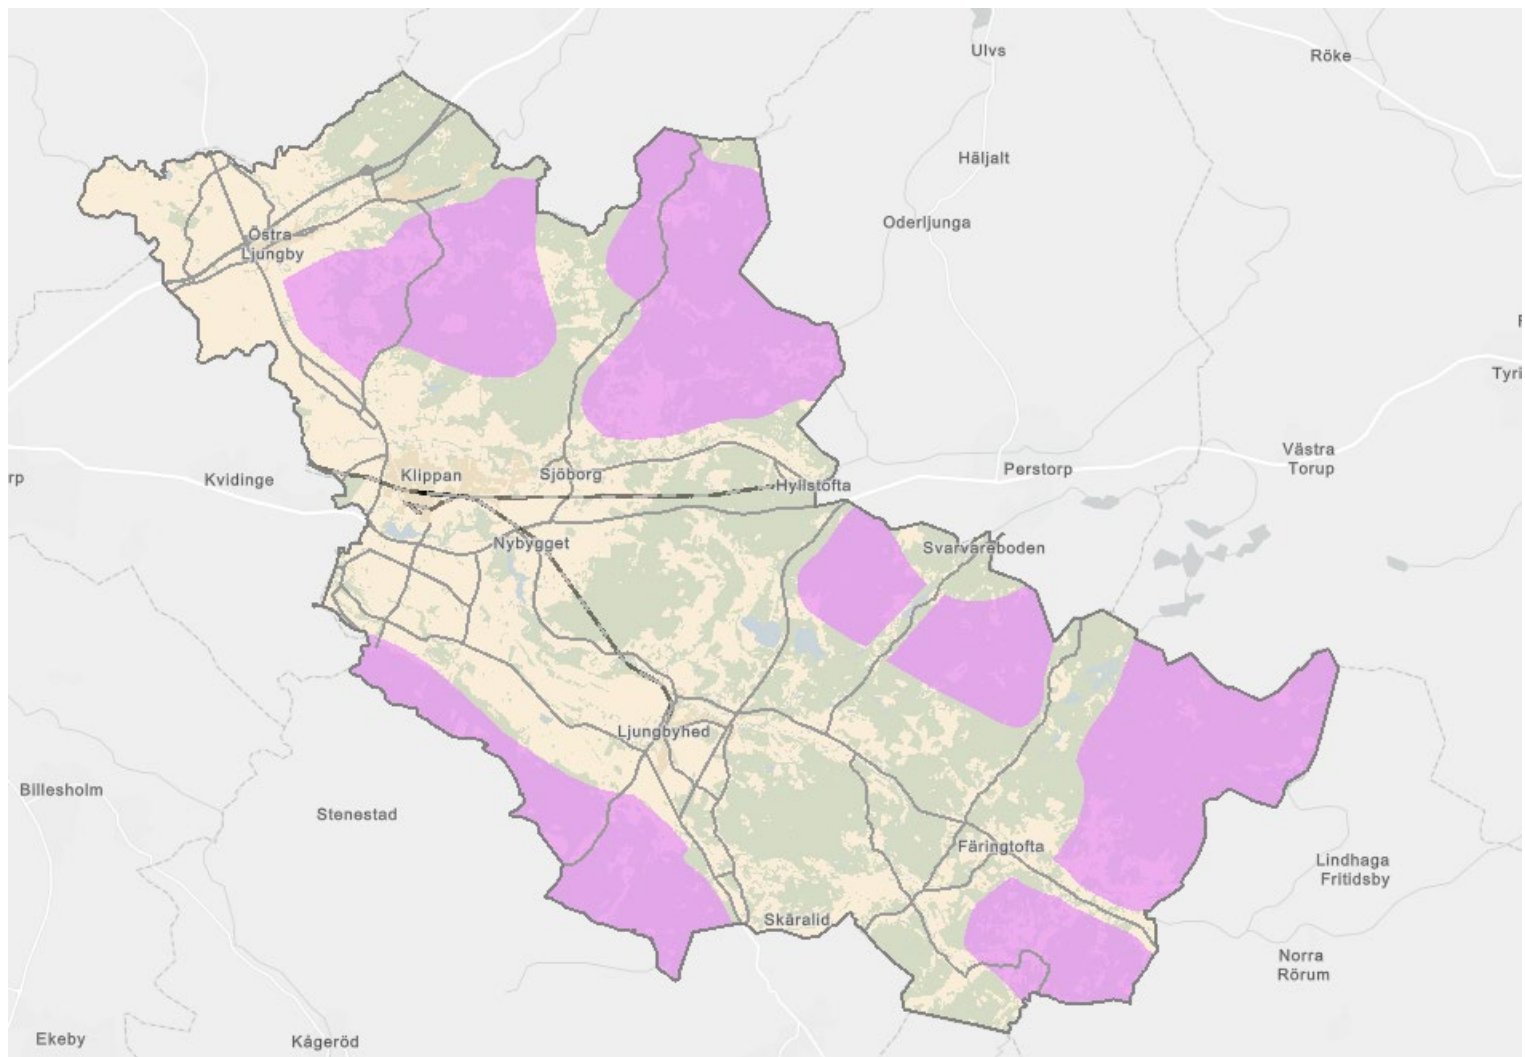 Ulvs
Röke
Häljalt
Oderljunga
Östra
Ljungby
Tyri
Västra
Torup
rp
Kvidinge
Klippan
Sjöborg
Hyllstofta
Perstorp
Nybygget
Svarvareboden
Ljungbyhed
Billesholm
Stenestad
Färingtofta
Lindhaga
Fritidsby
Skäralid
Norra
Rörum
Ekeby
Kågeröd